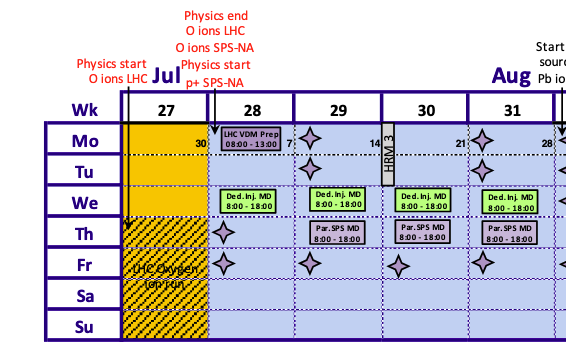 Physics end
O ions LHC
O ions SPS-NA
Physics start
p+ SPS-NA
Physics start
O ions LHC
Start
sourc
Pb io
Jul
Aug
Wk 27 28 29 30 31
Mo 30 LHC VDM Prep 7 14 21 28
08:00 - 13:00
HRM 3
Tu
We Ded. Inj. MD Ded. Inj. MD Ded. Inj. MD Ded. Inj. MD
8:00 - 18:00 8:00 - 18:00 8:00 - 18:00 8:00 - 18:00
Th Par. SPS MD Par. SPS MD Par. SPS MD
8:00 - 18:00 8:00 - 18:00 8:00 - 18:00
Fr LHC Oxygen
Sa Ion run
Su